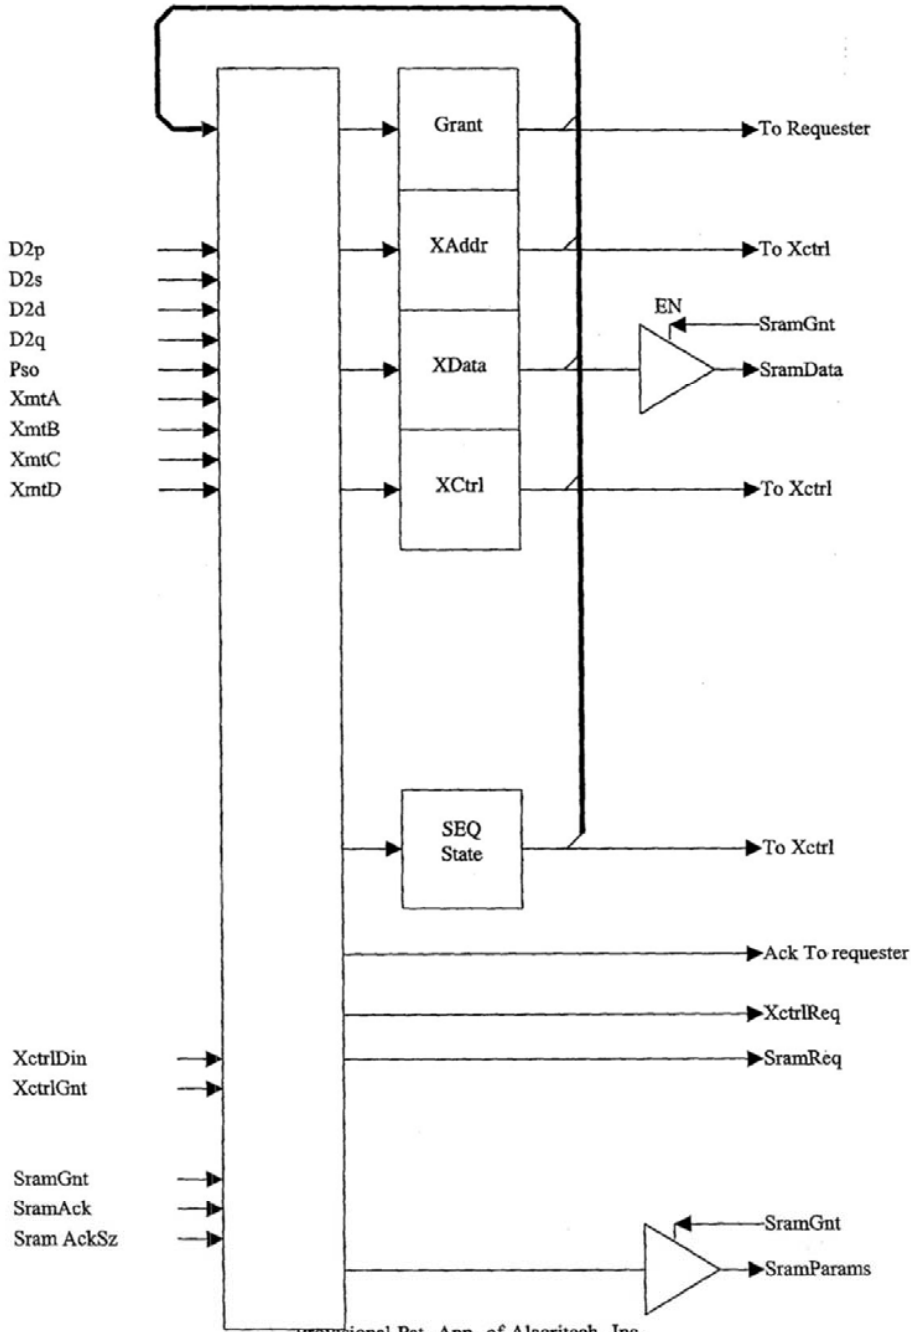 Grant
To Requester
D2p
XAddr
To Xctrl
D2s
D2d
EN
D2q
SramGnt
Pso
XData
SramData
XmtA
XmtB
XmtC
XmtD
XCtrl
To Xctrl
SEQ
State
To Xctrl
Ack To requester
XctrlReq
XctrlDin
SramReq
XctrlGnt
SramGnt
SramAck
Sram AckSz
SramGnt
SramParams
Provisional Pat. App. of Alacritech, Inc.